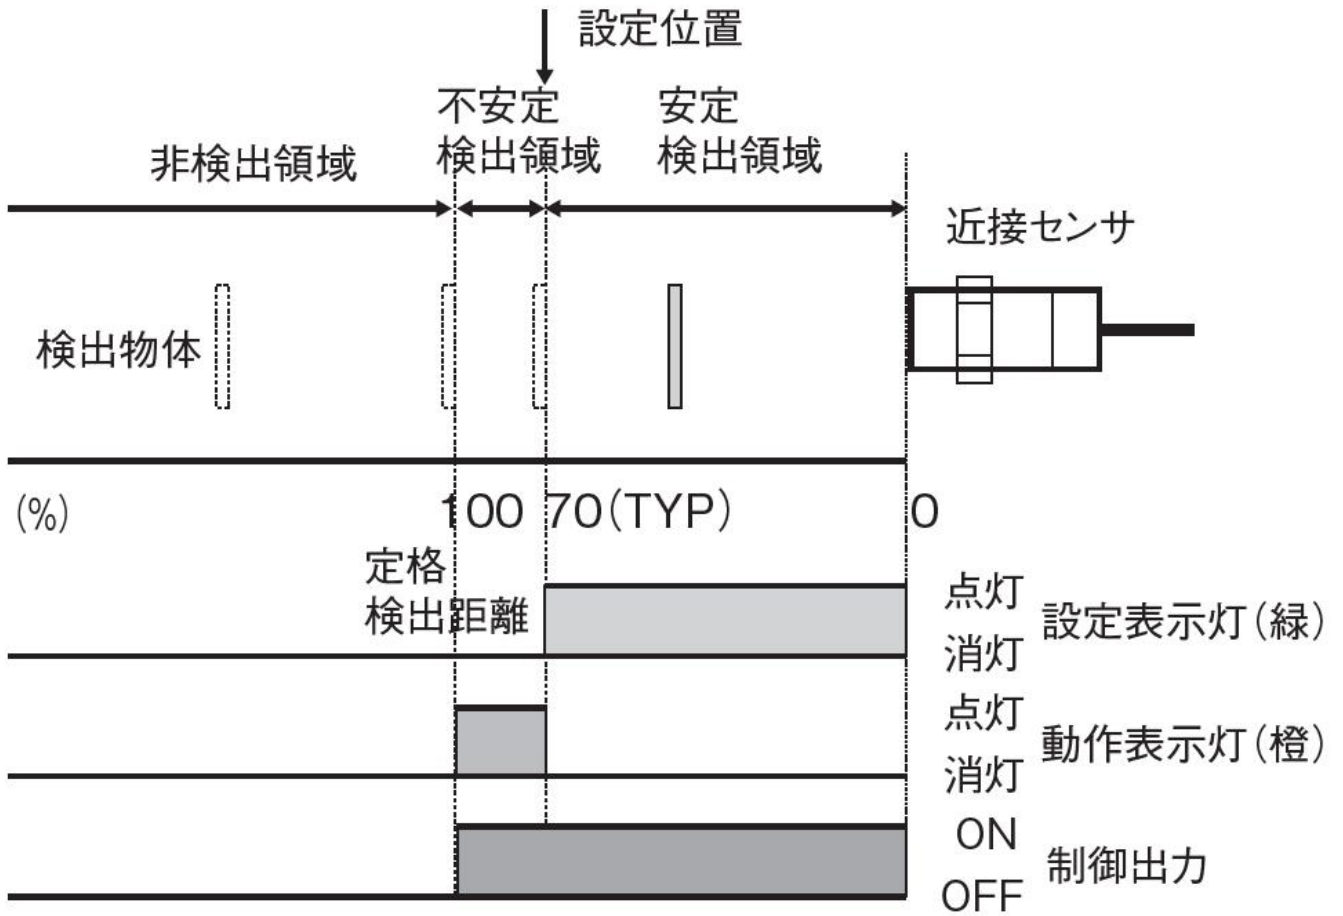 設定位置
不安定
検出領域
安定
検出領域
非検出領域
近接センサ
検出物体
(%)
100
70(TYP)
0
定格
検出距離
点灯
消灯
設定表示灯(緑)
点灯
消灯
動作表示灯(橙)
ON
OFF
制御出力